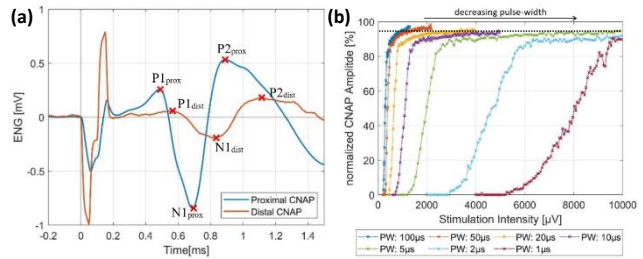 (a)
P1prox
P2prox
P1dist
P2dist
N1dist
N1prox
ENG [mV]
1
0.5
0
-0.5
-1
-0.2
0
0.2
0.4
0.6
0.8
1
1.2
1.4
Time[ms]
Proximal CNAP
Distal CNAP
(b)
decreasing pulse-width
normalized CNAP Amplitde [%]
100
80
60
40
20
0
0
2000
4000
6000
8000
10000
Stimulation Intensity [µV]
PW: 100µs
PW: 50µs
PW: 20µs
PW: 10µs
PW: 5µs
PW: 2µs
PW: 1µs